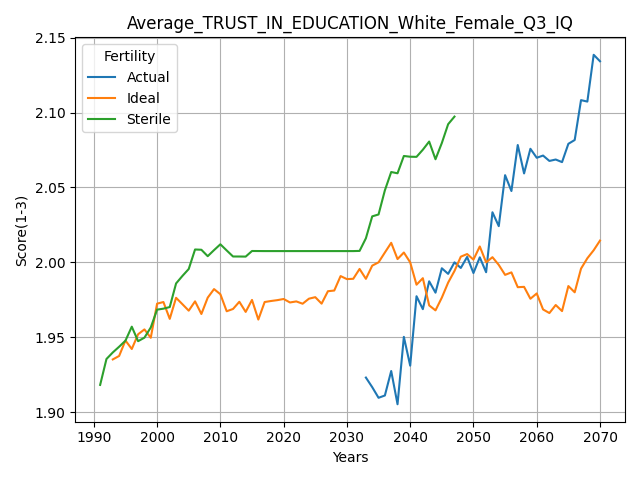 Average_TRUST_IN_EDUCATION_White_Female_Q3_IQ
Fertility
Actual
Ideal
Sterile
Score(1-3)
2.15
2.10
2.05
2.00
1.95
1.90
1990 2000 2010 2020 2030 2040 2050 2060 2070
Years